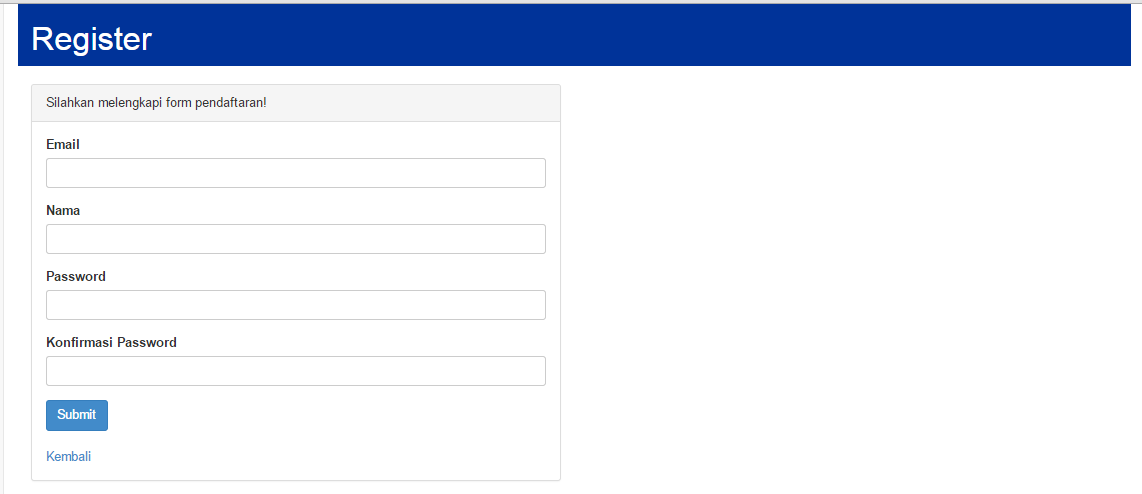 Register
Silahkan melengkapi form pendaftaran!
Email
Nama
Password
Konfirmasi Password
Submit
Kembali